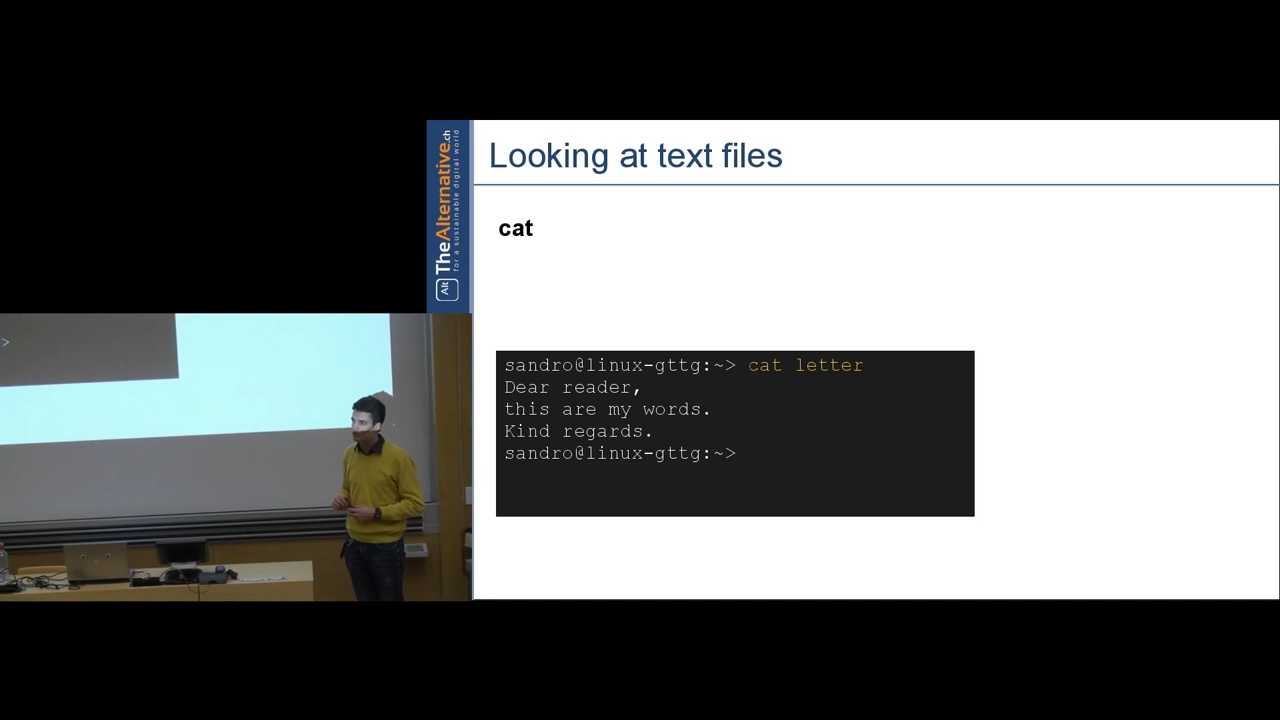 Looking at text files
cat
sandro@linux-gttg:~> cat letter
Dear reader,
this are my words.
Kind regards.
sandro@linux-gttg:~>
Alt TheAlternative.ch
for a sustainable digital world
>